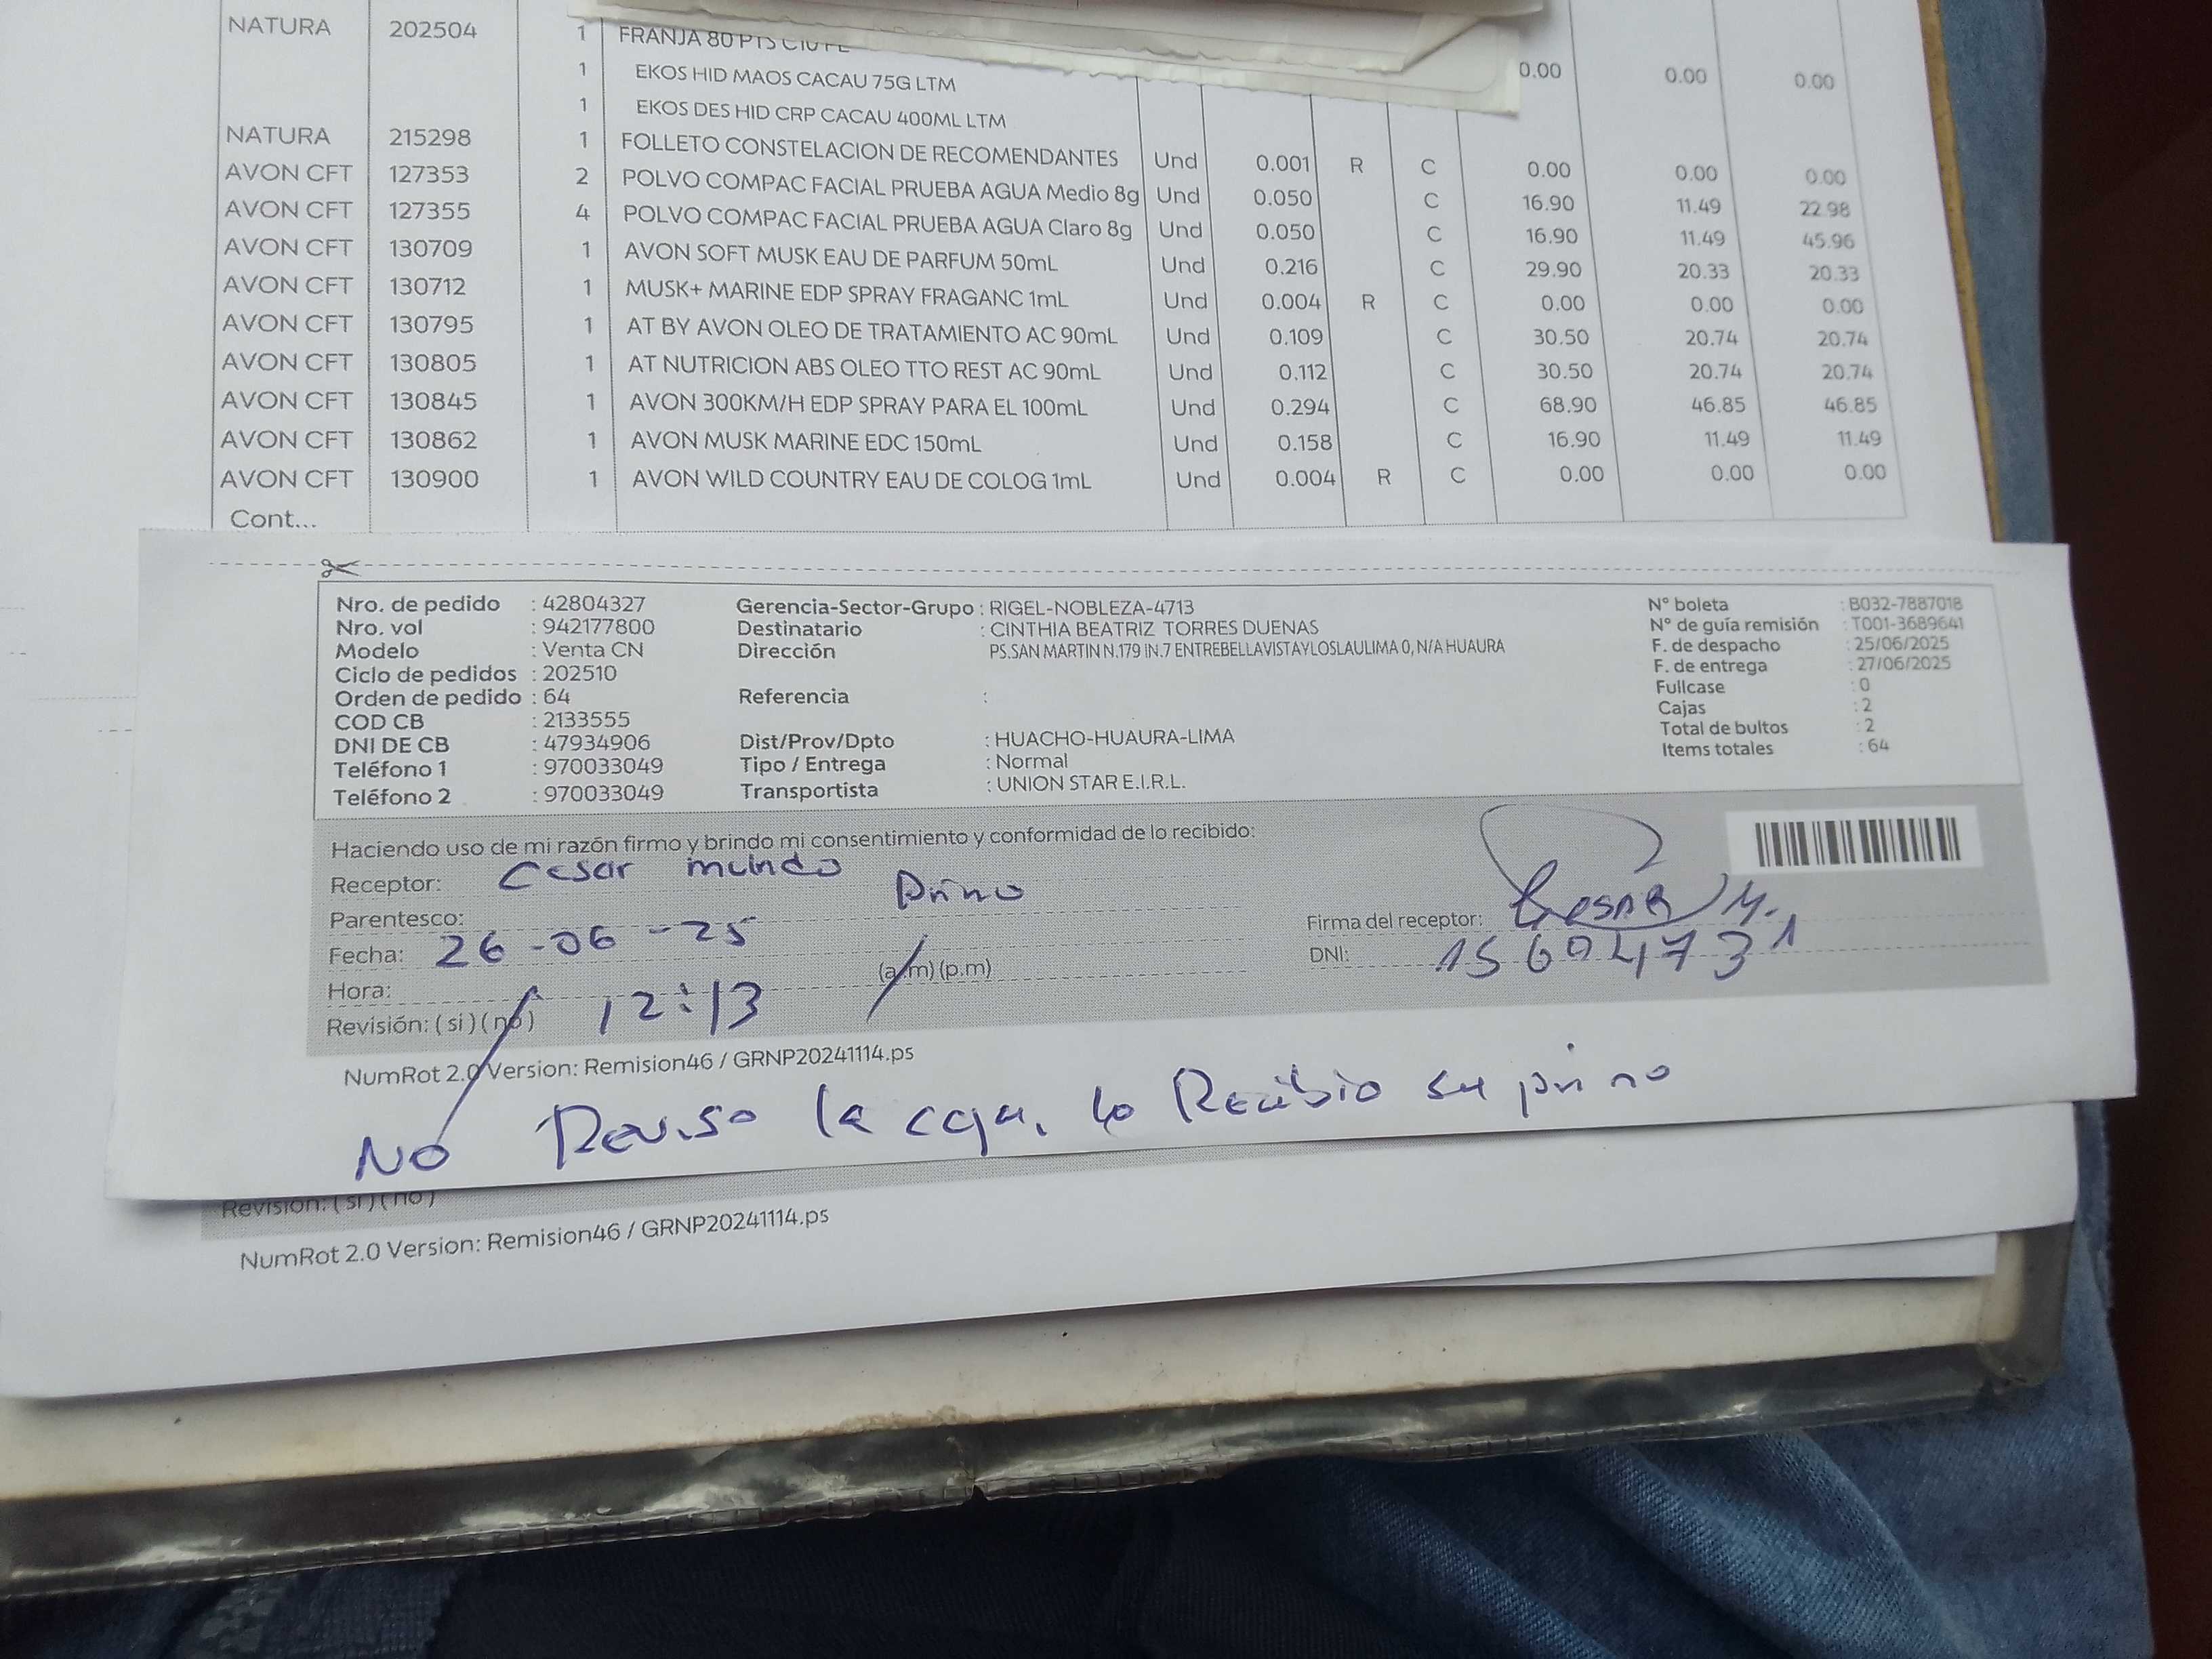 NATURA 202504 1 FRANJA 80 PTS C10 PE
1 EKOS HID MAOS CACAU 75G LTM 0.00 0.00 0.00
1 EKOS DES HID CRP CACAU 400ML LTM
NATURA 215298 1 FOLLETO CONSTELACION DE RECOMENDANTES Und 0.001 R C 0.00 0.00 0.00
AVON CFT 127353 2 POLVO COMPAC FACIAL PRUEBA AGUA Medio 8g Und 0.050 C 16.90 11.49 22.98
AVON CFT 127355 4 POLVO COMPAC FACIAL PRUEBA AGUA Claro 8g Und 0.050 C 16.90 11.49 45.96
AVON CFT 130709 1 AVON SOFT MUSK EAU DE PARFUM 50mL Und 0.216 C 29.90 20.33 20.33
AVON CFT 130712 1 MUSK+ MARINE EDP SPRAY FRAGANC 1mL Und 0.004 R C 0.00 0.00 0.00
AVON CFT 130795 1 AT BY AVON OLEO DE TRATAMIENTO AC 90mL Und 0.109 C 30.50 20.74 20.74
AVON CFT 130805 1 AT NUTRICION ABS OLEO TTO REST AC 90mL Und 0.112 C 30.50 20.74 20.74
AVON CFT 130845 1 AVON 300KM/H EDP SPRAY PARA EL 100mL Und 0.294 C 68.90 46.85 46.85
AVON CFT 130862 1 AVON MUSK MARINE EDC 150mL Und 0.158 C 16.90 11.49 11.49
AVON CFT 130900 1 AVON WILD COUNTRY EAU DE COLOG 1mL Und 0.004 R C 0.00 0.00 0.00
Cont...
Nro. de pedido : 42804327 Gerencia-Sector-Grupo : RIGEL-NOBLEZA-4713 N° boleta : B032-7887018
Nro. vol : 942177800 Destinatario : CINTHIA BEATRIZ TORRES DUENAS N° de guía remisión : T001-3689641
Modelo : Venta CN Dirección PS.SAN MARTIN N.179 IN.7 ENTREBELLAVISTAYLOSLAULIMA 0, N/A HUAURA F. de despacho : 25/06/2025
Ciclo de pedidos : 202510 F. de entrega : 27/06/2025
Orden de pedido : 64 Referencia : Fullcase : 0
COD CB : 2133555 Cajas : 2
DNI DE CB : 47934906 Dist/Prov/Dpto : HUACHO-HUAURA-LIMA Total de bultos : 2
Teléfono 1 : 970033049 Tipo / Entrega : Normal Items totales : 64
Teléfono 2 : 970033049 Transportista : UNION STAR E.I.R.L.
Haciendo uso de mi razón firmo y brindo mi consentimiento y conformidad de lo recibido:
Receptor: Cesar mundo
Parentesco: primo Firma del receptor: Cesar M.
Fecha: 26-06-25 DNI: 15604731
Hora: 12:13 (a.m) (p.m)
Revisión: ( si ) ( no )
NumRot 2.0 Version: Remision46 / GRNP20241114.ps
NO Reviso la caja, lo Recibio su primo
Revisión: ( si ) ( no )
NumRot 2.0 Version: Remision46 / GRNP20241114.ps